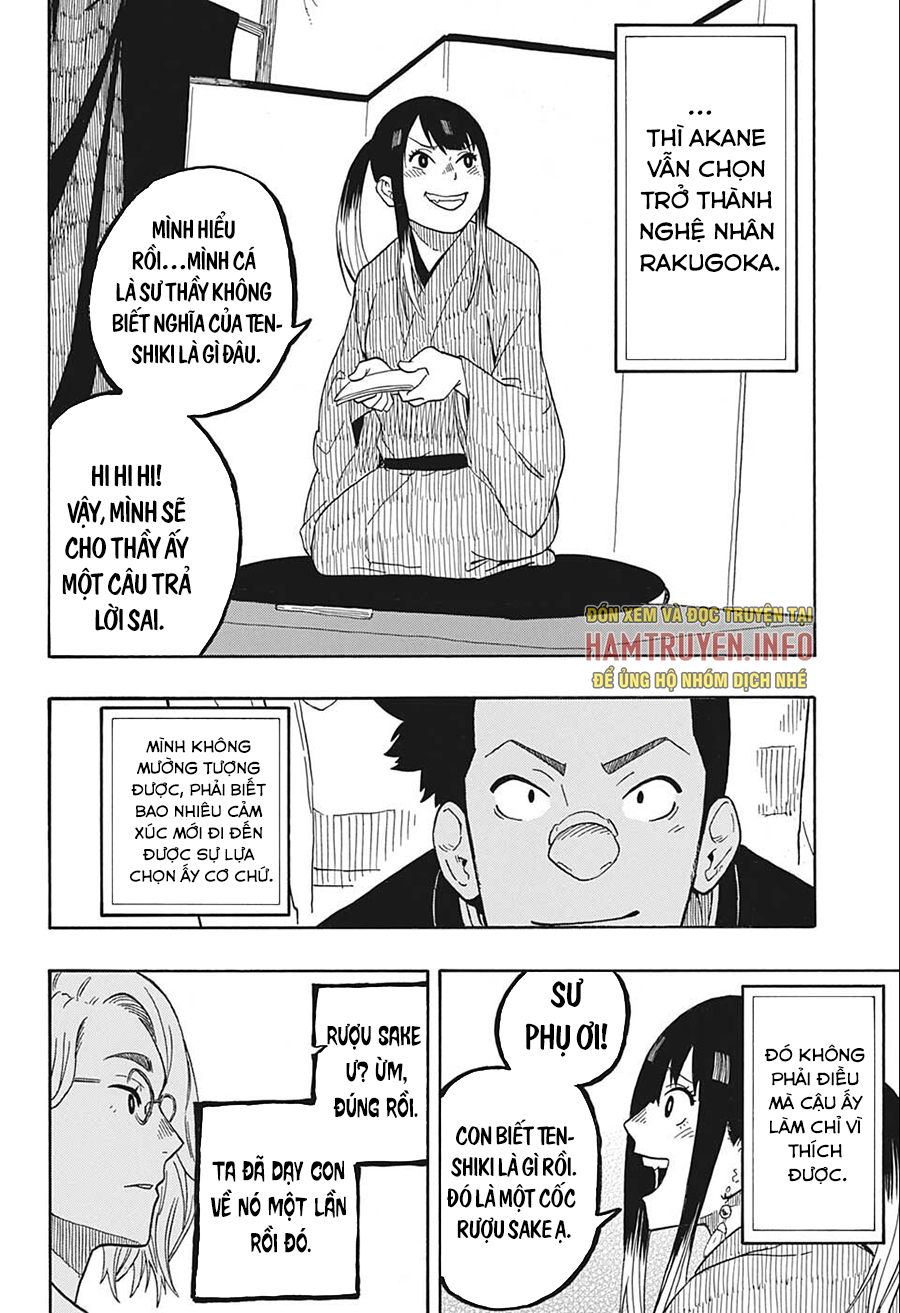 ...
THÌ AKANE
VẪN CHỌN
TRỞ THÀNH
NGHỆ NHÂN
RAKUGOKA.
MÌNH HIỂU
RỒI...MÌNH CÁ
LÀ SƯ THẦY KHÔNG
BIẾT NGHĨA CỦA TEN-
SHIKI LÀ GÌ ĐÂU.
HI HI HI!
VẬY, MÌNH SẼ
CHO THẦY ẤY
MỘT CÂU TRẢ
LỜI SAI.
ĐÓN XEM VÀ ĐỌC TRUYỆN TẠI
HAMTRUYEN.INFO
ĐỂ ỦNG HỘ NHÓM DỊCH NHÉ
MÌNH KHÔNG
MƯỜNG TƯỢNG
ĐƯỢC, PHẢI BIẾT
BAO NHIÊU CẢM
XÚC MỚI ĐI ĐẾN
ĐƯỢC SỰ LỰA
CHỌN ẤY CƠ CHỨ.
ĐÓ KHÔNG
PHẢI ĐIỀU
MÀ CẬU ẤY
LÀM CHỈ VÌ
THÍCH
ĐƯỢC.
SƯ
PHỤ ƠI!
CON BIẾT TEN-
SHIKI LÀ GÌ RỒI.
ĐÓ LÀ MỘT CỐC
RƯỢU SAKE Ạ.
RƯỢU SAKE
Ư? ỪM,
ĐÚNG RỒI.
TA ĐÃ DẠY CON
VỀ NÓ MỘT LẦN
RỒI ĐÓ.